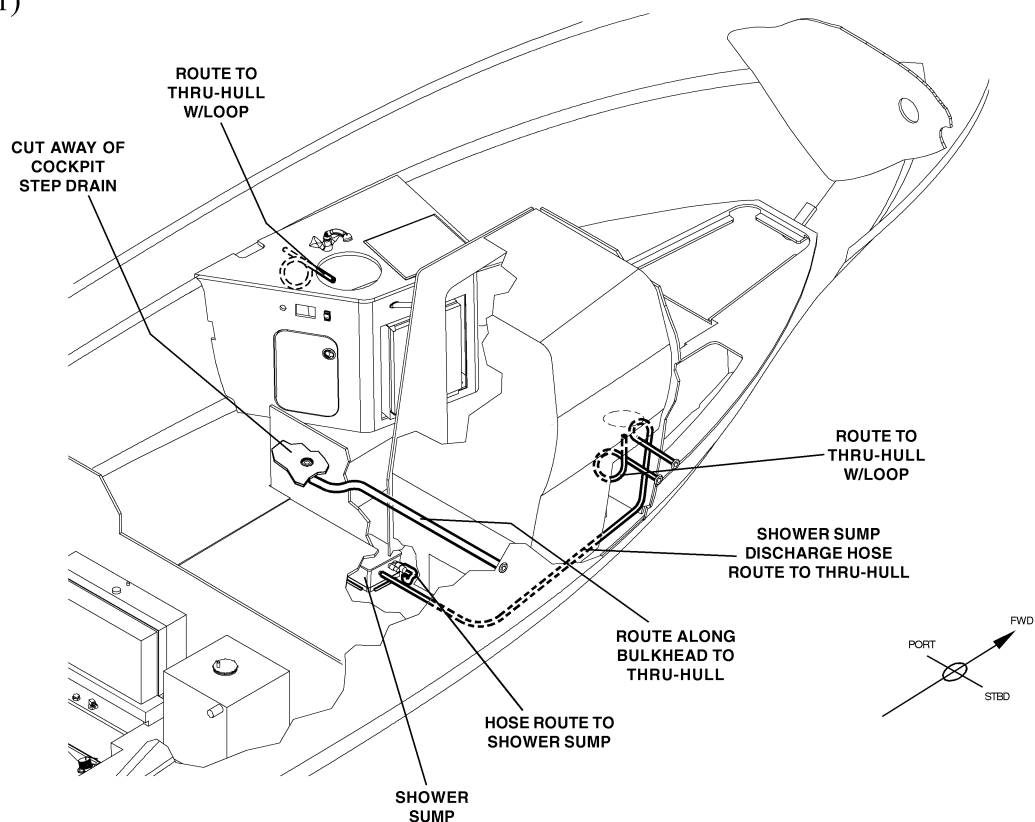 ROUTE TO
THRU-HULL
W/LOOP
CUT AWAY OF
COCKPIT
STEP DRAIN
ROUTE TO
THRU-HULL
W/LOOP
SHOWER SUMP
DISCHARGE HOSE
ROUTE TO THRU-HULL
ROUTE ALONG
BULKHEAD TO
THRU-HULL
FWD
PORT
STBD
HOSE ROUTE TO
SHOWER SUMP
SHOWER
SUMP